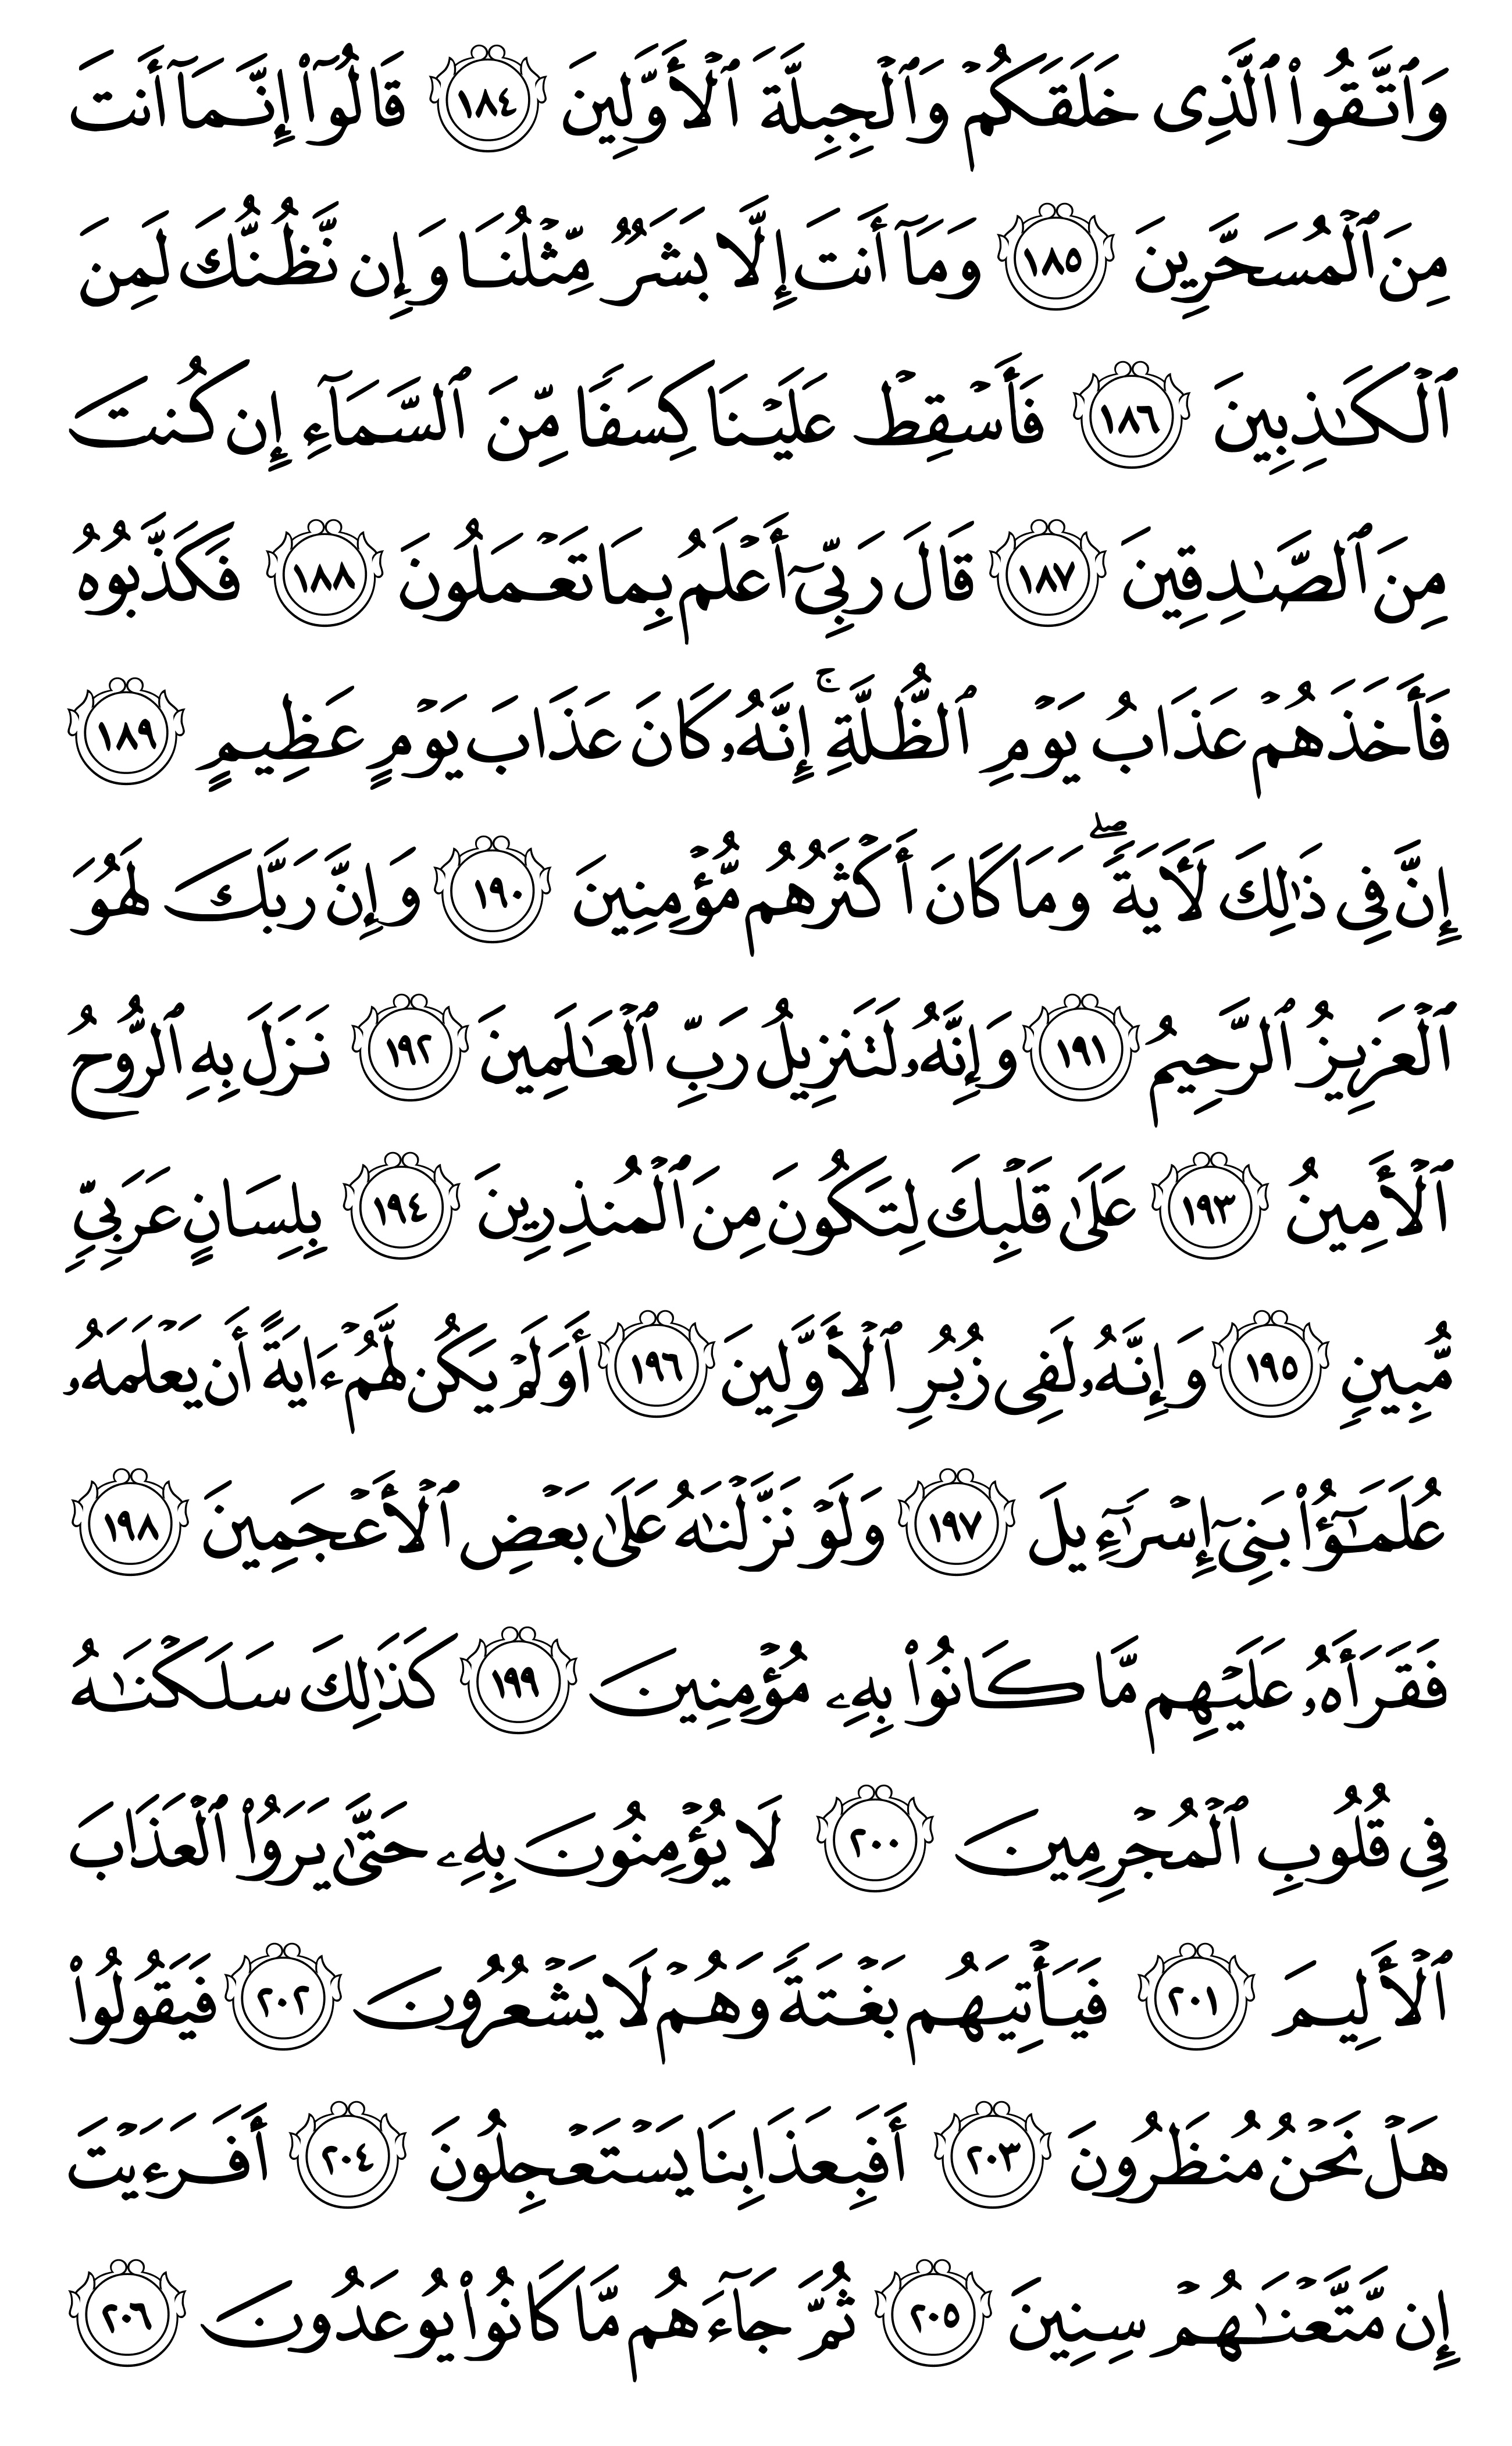 وَٱتَّقُوا۟ ٱلَّذِى خَلَقَكُمْ وَٱلْجِبِلَّةَ ٱلْأَوَّلِينَ ١٨٤ قَالُوٓا۟ إِنَّمَآ أَنتَ
مِنَ ٱلْمُسَحَّرِينَ ١٨٥ وَمَآ أَنتَ إِلَّا بَشَرٌ مِّثْلُنَا وَإِن نَّظُنُّكَ لَمِنَ
ٱلْكَٰذِبِينَ ١٨٦ فَأَسْقِطْ عَلَيْنَا كِسَفًا مِّنَ ٱلسَّمَآءِ إِن كُنتَ
مِنَ ٱلصَّٰدِقِينَ ١٨٧ قَالَ رَبِّىٓ أَعْلَمُ بِمَا تَعْمَلُونَ ١٨٨ فَكَذَّبُوهُ
فَأَخَذَهُمْ عَذَابُ يَوْمِ ٱلظُّلَّةِ ۚ إِنَّهُۥ كَانَ عَذَابَ يَوْمٍ عَظِيمٍ ١٨٩
إِنَّ فِى ذَٰلِكَ لَءَايَةً ۖ وَمَا كَانَ أَكْثَرُهُم مُّؤْمِنِينَ ١٩٠ وَإِنَّ رَبَّكَ لَهُوَ
ٱلْعَزِيزُ ٱلرَّحِيمُ ١٩١ وَإِنَّهُۥ لَتَنزِيلُ رَبِّ ٱلْعَٰلَمِينَ ١٩٢ نَزَلَ بِهِ ٱلرُّوحُ
ٱلْأَمِينُ ١٩٣ عَلَىٰ قَلْبِكَ لِتَكُونَ مِنَ ٱلْمُنذِرِينَ ١٩٤ بِلِسَانٍ عَرَبِىٍّ
مُّبِينٍ ١٩٥ وَإِنَّهُۥ لَفِى زُبُرِ ٱلْأَوَّلِينَ ١٩٦ أَوَلَمْ يَكُن لَّهُمْ ءَايَةً أَن يَعْلَمَهُۥ
عُلَمَٰٓؤُا۟ بَنِىٓ إِسْرَٰٓءِيلَ ١٩٧ وَلَوْ نَزَّلْنَٰهُ عَلَىٰ بَعْضِ ٱلْأَعْجَمِينَ ١٩٨
فَقَرَأَهُۥ عَلَيْهِم مَّا كَانُوا۟ بِهِۦ مُؤْمِنِينَ ١٩٩ كَذَٰلِكَ سَلَكْنَٰهُ
فِى قُلُوبِ ٱلْمُجْرِمِينَ ٢٠٠ لَا يُؤْمِنُونَ بِهِۦ حَتَّىٰ يَرَوُا۟ ٱلْعَذَابَ
ٱلْأَلِيمَ ٢٠١ فَيَأْتِيَهُم بَغْتَةً وَهُمْ لَا يَشْعُرُونَ ٢٠٢ فَيَقُولُوا۟
هَلْ نَحْنُ مُنظَرُونَ ٢٠٣ أَفَبِعَذَابِنَا يَسْتَعْجِلُونَ ٢٠٤ أَفَرَءَيْتَ
إِن مَّتَّعْنَٰهُمْ سِنِينَ ٢٠٥ ثُمَّ جَآءَهُم مَّا كَانُوا۟ يُوعَدُونَ ٢٠٦